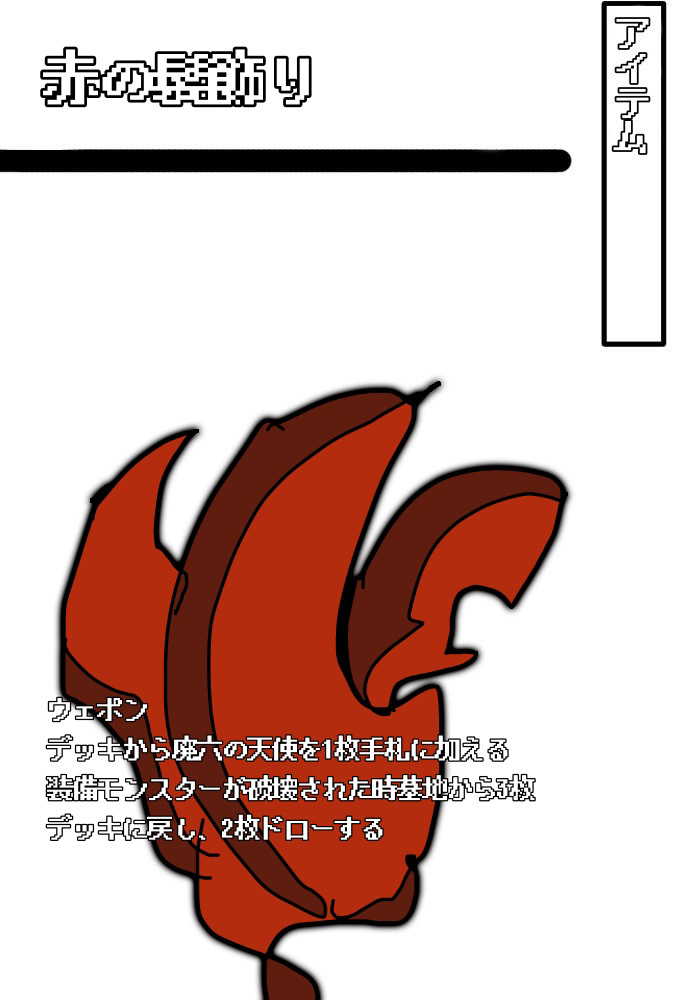 赤の髪飾り
アイテム
ウェポン
デッキから魔六の天使を1枚手札に加える
装備モンスターが破壊された時墓地から3枚
デッキに戻し、2枚ドローする